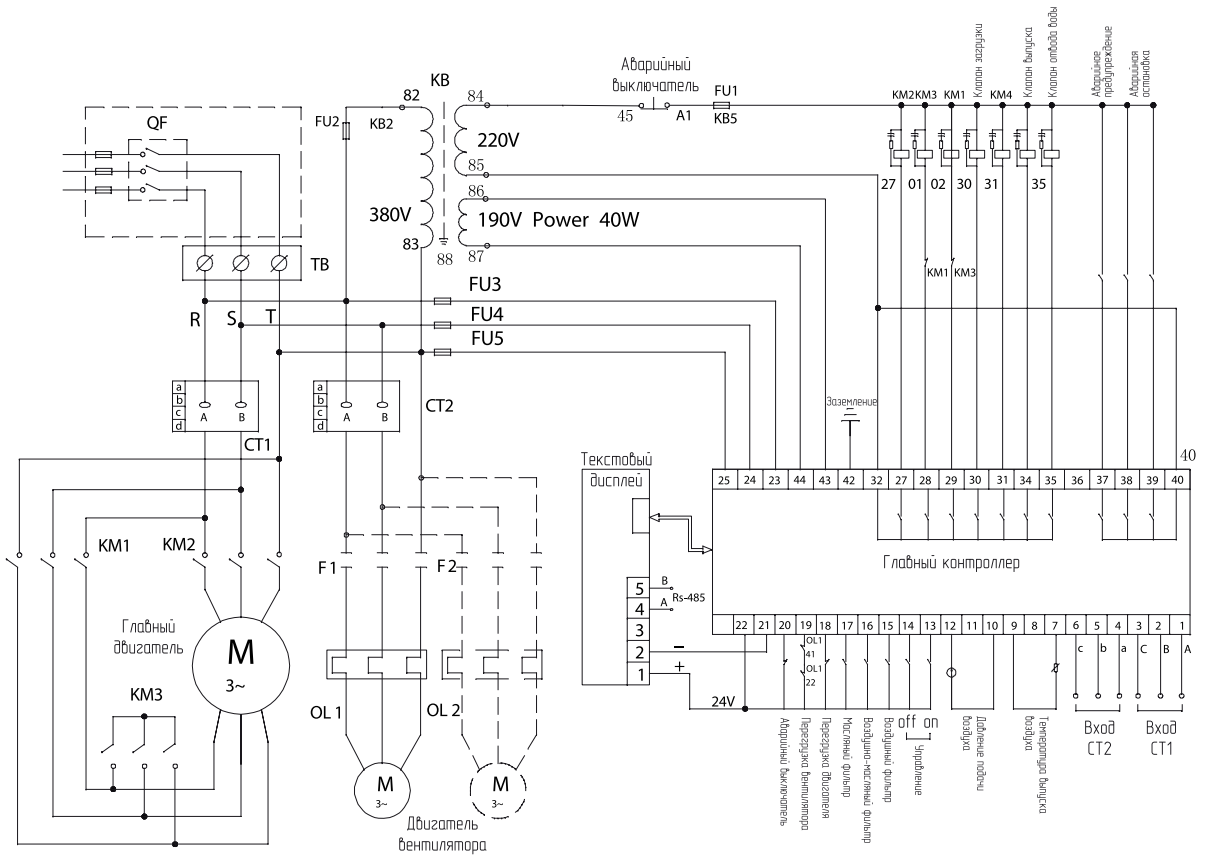 QF
TB
R
S
T
FU2
82
KB
KB2
84
220V
85
380V
86
190V Power 40W
83
88
87
Аварийный
выключатель
45
A1
FU1
KB5
KM2
KM3
KM1
Клапан загрузки
KM4
Клапан выпуска
Клапан отвода воды
Аварийное
предупреждение
Аварийная
остановка
27
01
02
30
31
35
KM1
KM3
FU3
FU4
FU5
a
b
c
d
A
B
CT1
a
b
c
d
A
B
CT2
Заземление
40
Текстовый
дисплей
25
24
23
44
43
42
32
27
28
29
30
31
34
35
36
37
38
39
40
Главный контроллер
5
4
3
2
1
B
A
Rs-485
–
+
24V
22
21
20
19
18
17
16
15
14
13
12
11
10
9
8
7
6
5
4
3
2
1
OL1
41
OL1
22
c
b
a
C
B
A
Аварийный выключатель
Перегрузка вентилятора
Перегрузка двигателя
Масляный фильтр
Воздушно-масляный фильтр
Воздушный фильтр
off on
Управление
Давление подачи
воздуха
Температура выпуска
воздуха
Вход
CT2
Вход
CT1
KM1
KM2
F1
F2
Главный
двигатель
M
3~
KM3
OL1
OL2
M
3~
M
3~
Двигатель
вентилятора